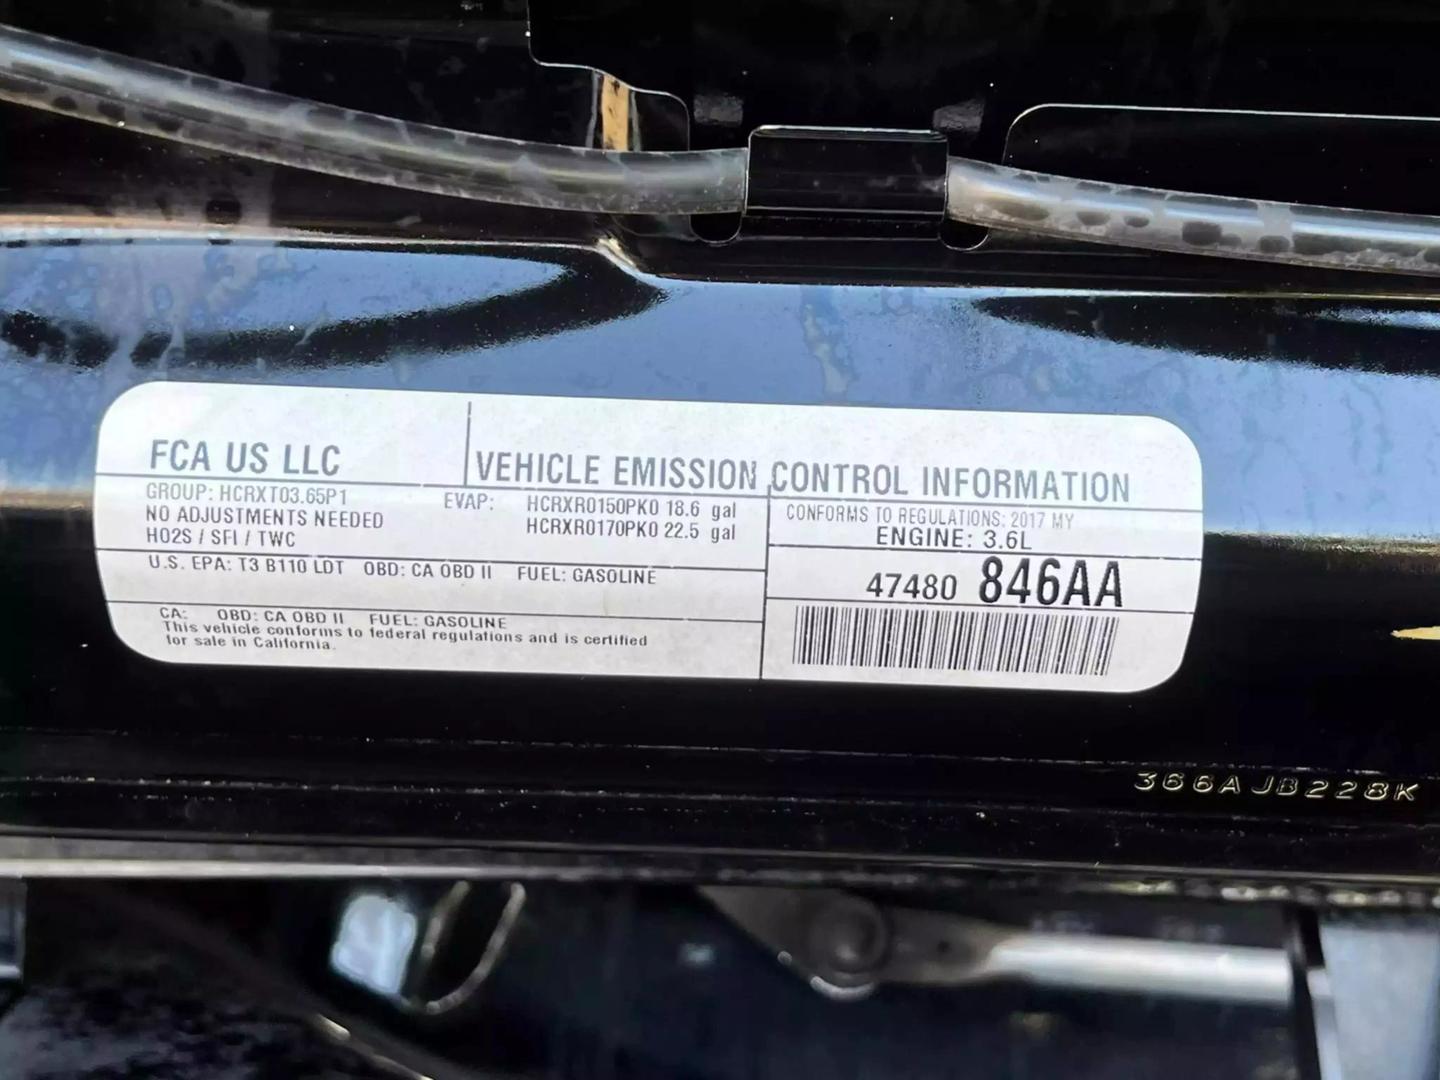 FCA US LLC
VEHICLE EMISSION CONTROL INFORMATION
GROUP: HCRXT03.65P1
NO ADJUSTMENTS NEEDED
HO2S / SFI / TWC
EVAP: HCRXR0150PK0 18.6 gal
HCRXR0170PK0 22.5 gal
CONFORMS TO REGULATIONS: 2017 MY
ENGINE: 3.6L
U.S. EPA: T3 B110 LDT OBD: CA OBD II FUEL: GASOLINE
47480 846AA
CA: OBD: CA OBD II FUEL: GASOLINE
This vehicle conforms to federal regulations and is certified
for sale in California.
366AJB228K